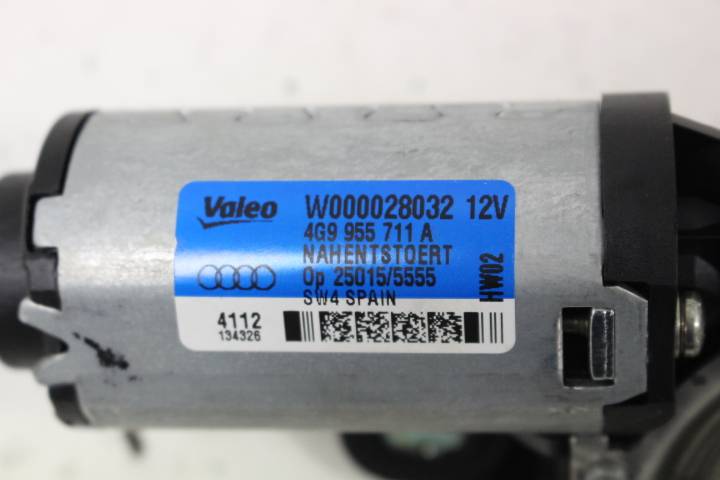 Valeo W000028032 12V
4G9 955 711 A
NAHENTSTOERT
Op 25015/5555
SW4 SPAIN
HW02
4112
134326